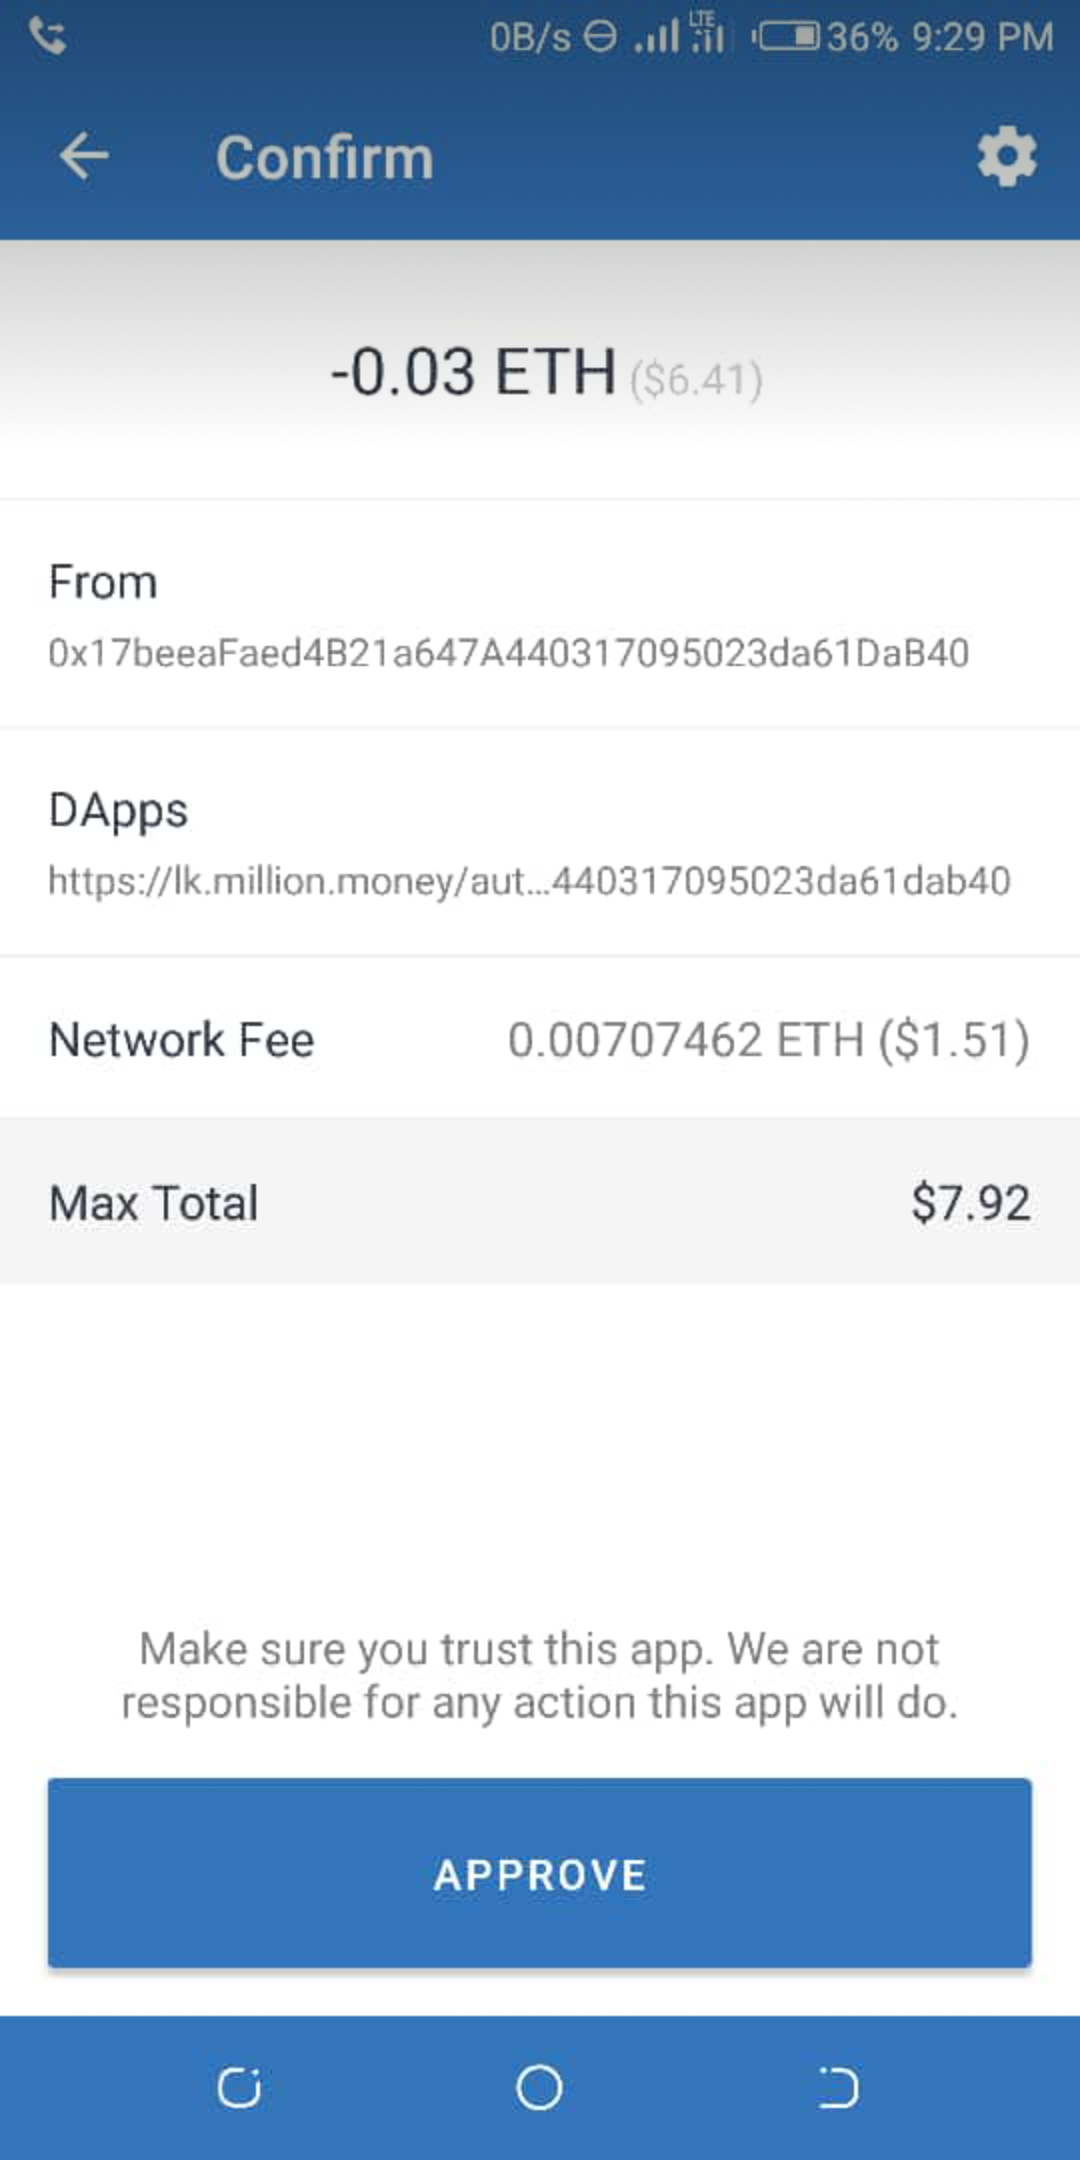 0B/s LTE 36% 9:29 PM
Confirm
-0.03 ETH ($6.41)
From
0x17beeaFaed4B21a647A440317095023da61DaB40
DApps
https://lk.million.money/aut...440317095023da61dab40
Network Fee 0.00707462 ETH ($1.51)
Max Total $7.92
Make sure you trust this app. We are not
responsible for any action this app will do.
APPROVE